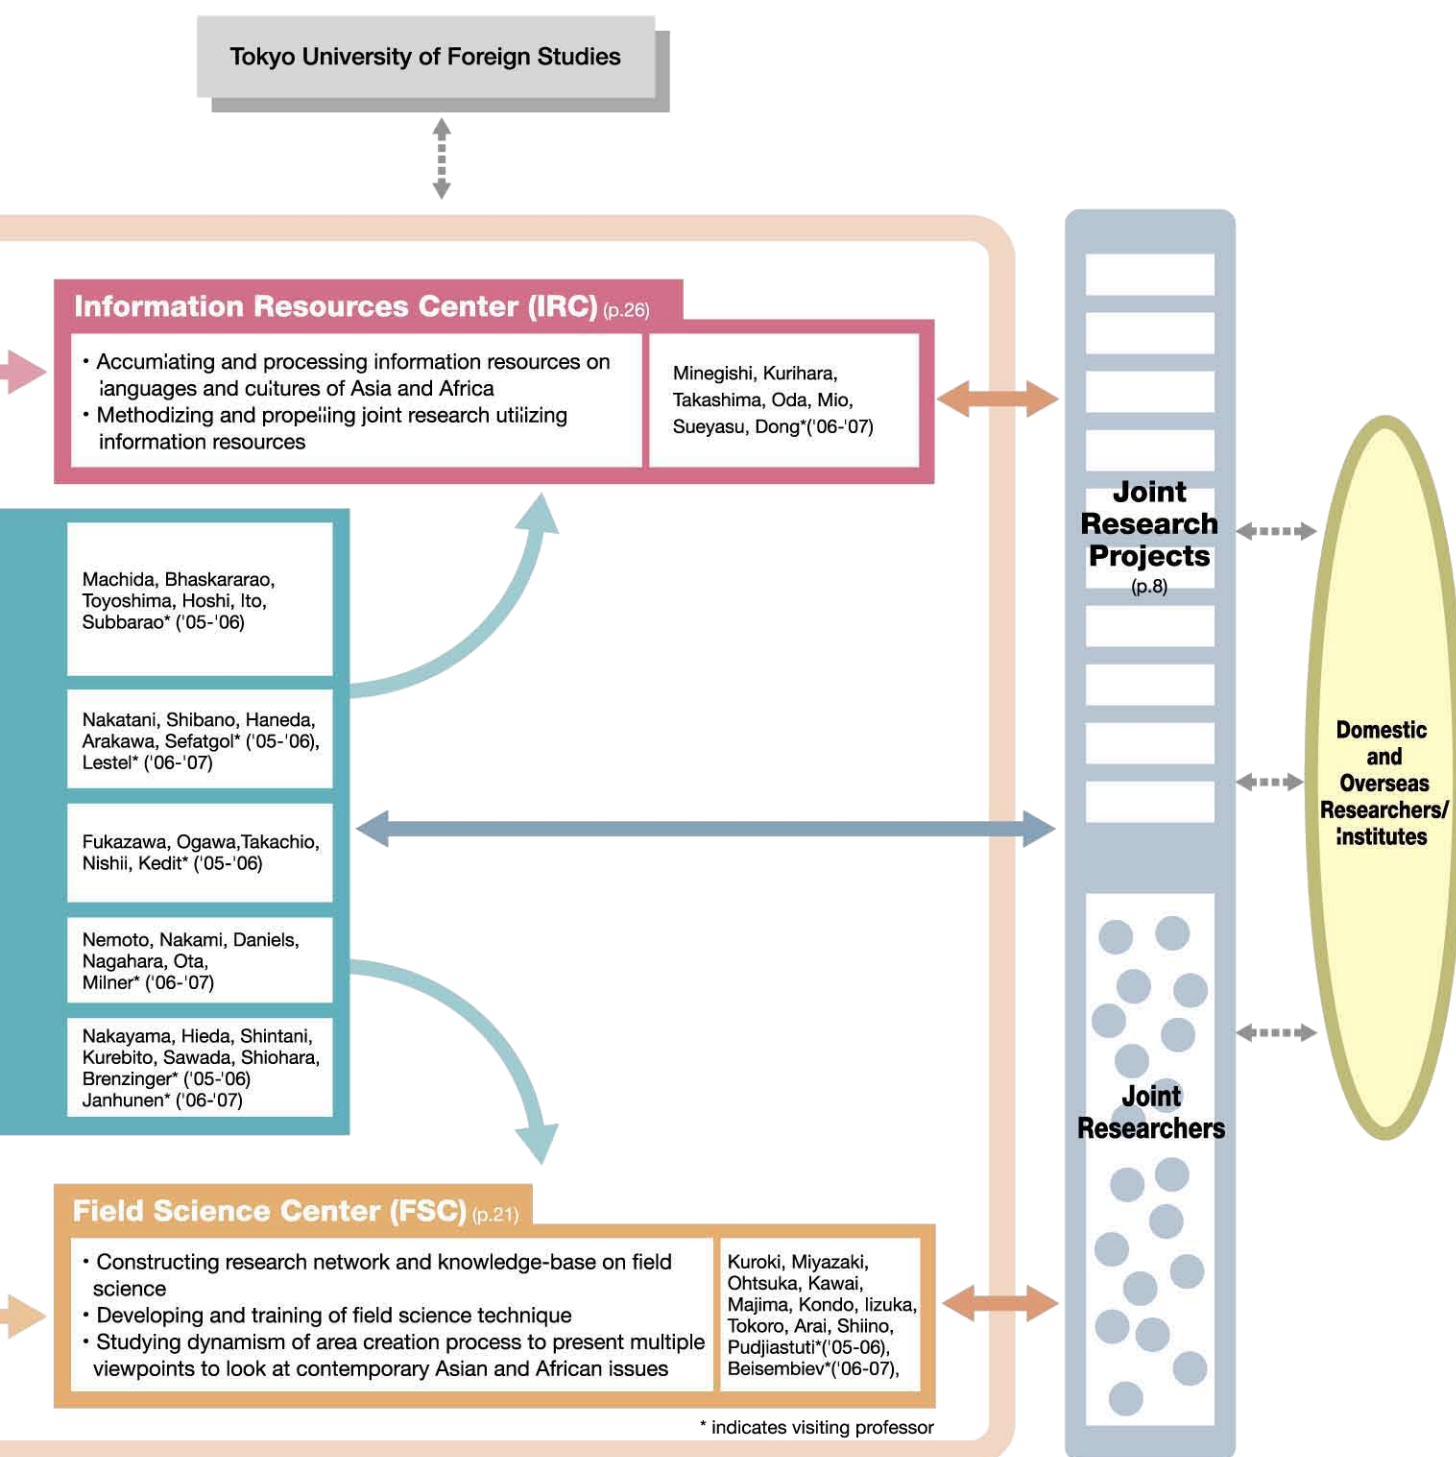 Tokyo University of Foreign Studies
Information Resources Center (IRC) (p.26)
• Accumlating and processing information resources on
languages and cultures of Asia and Africa
• Methodizing and propelling joint research utilizing
information resources
Minegishi, Kurihara,
Takashima, Oda, Mio,
Sueyasu, Dong*('06-'07)
Machida, Bhaskararao,
Toyoshima, Hoshi, Ito,
Subbarao* ('05-'06)
Nakatani, Shibano, Haneda,
Arakawa, Sefatgol* ('05-'06),
Lestel* ('06-'07)
Fukazawa, Ogawa,Takachio,
Nishii, Kedit* ('05-'06)
Nemoto, Nakami, Daniels,
Nagahara, Ota,
Milner* ('06-'07)
Nakayama, Hieda, Shintani,
Kurebito, Sawada, Shiohara,
Brenzinger* ('05-'06)
Janhunen* ('06-'07)
Field Science Center (FSC) (p.21)
• Constructing research network and knowledge-base on field
science
• Developing and training of field science technique
• Studying dynamism of area creation process to present multiple
viewpoints to look at contemporary Asian and African issues
Kuroki, Miyazaki,
Ohtsuka, Kawai,
Majima, Kondo, Iizuka,
Tokoro, Arai, Shiino,
Pudjiastuti*('05-06),
Beisembiev*('06-07),
* indicates visiting professor
Joint
Research
Projects
(p.8)
Joint
Researchers
Domestic
and
Overseas
Researchers/
Institutes